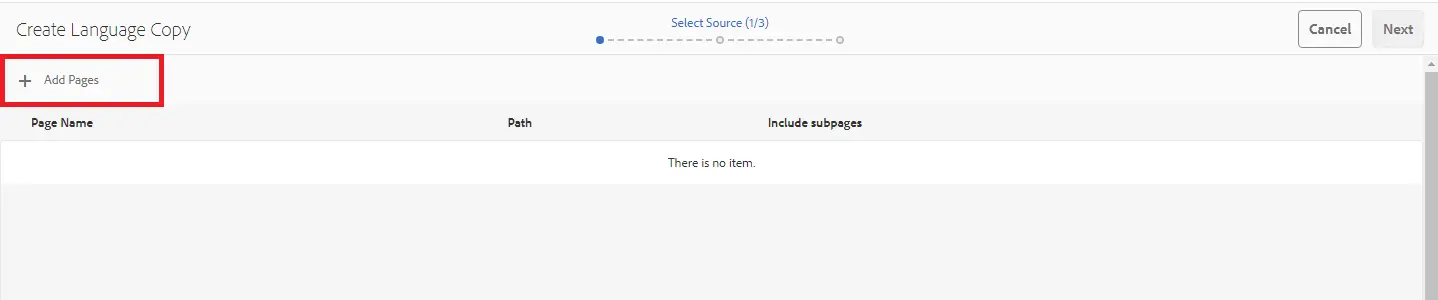 Create Language Copy
Select Source (1/3)
Cancel
Next
+ Add Pages
Page Name Path Include subpages
There is no item.